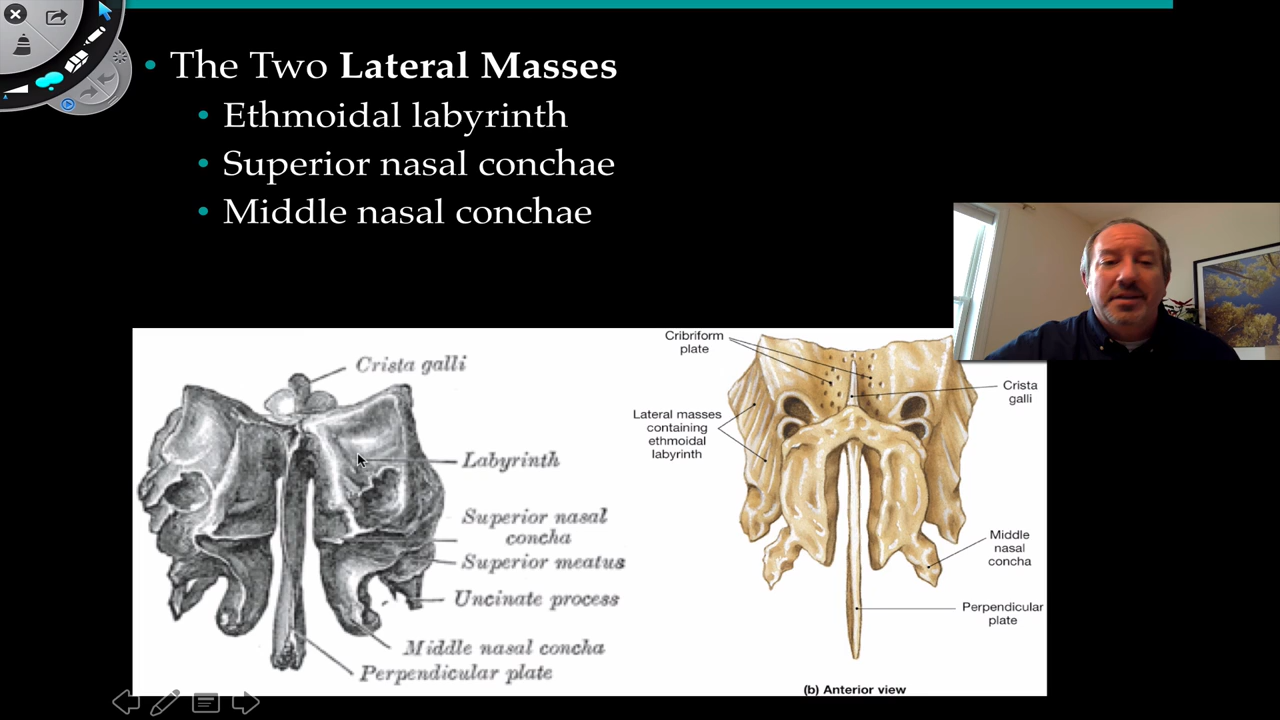 The Two Lateral Masses
Ethmoidal labyrinth
Superior nasal conchae
Middle nasal conchae
Crista galli
Labyrinth
Superior nasal
concha
Superior meatus
Uncinate process
Middle nasal concha
Perpendicular plate
Cribriform
plate
Crista
galli
Lateral masses
containing
ethmoidal
labyrinth
Middle
nasal
concha
Perpendicular
plate
(b) Anterior view